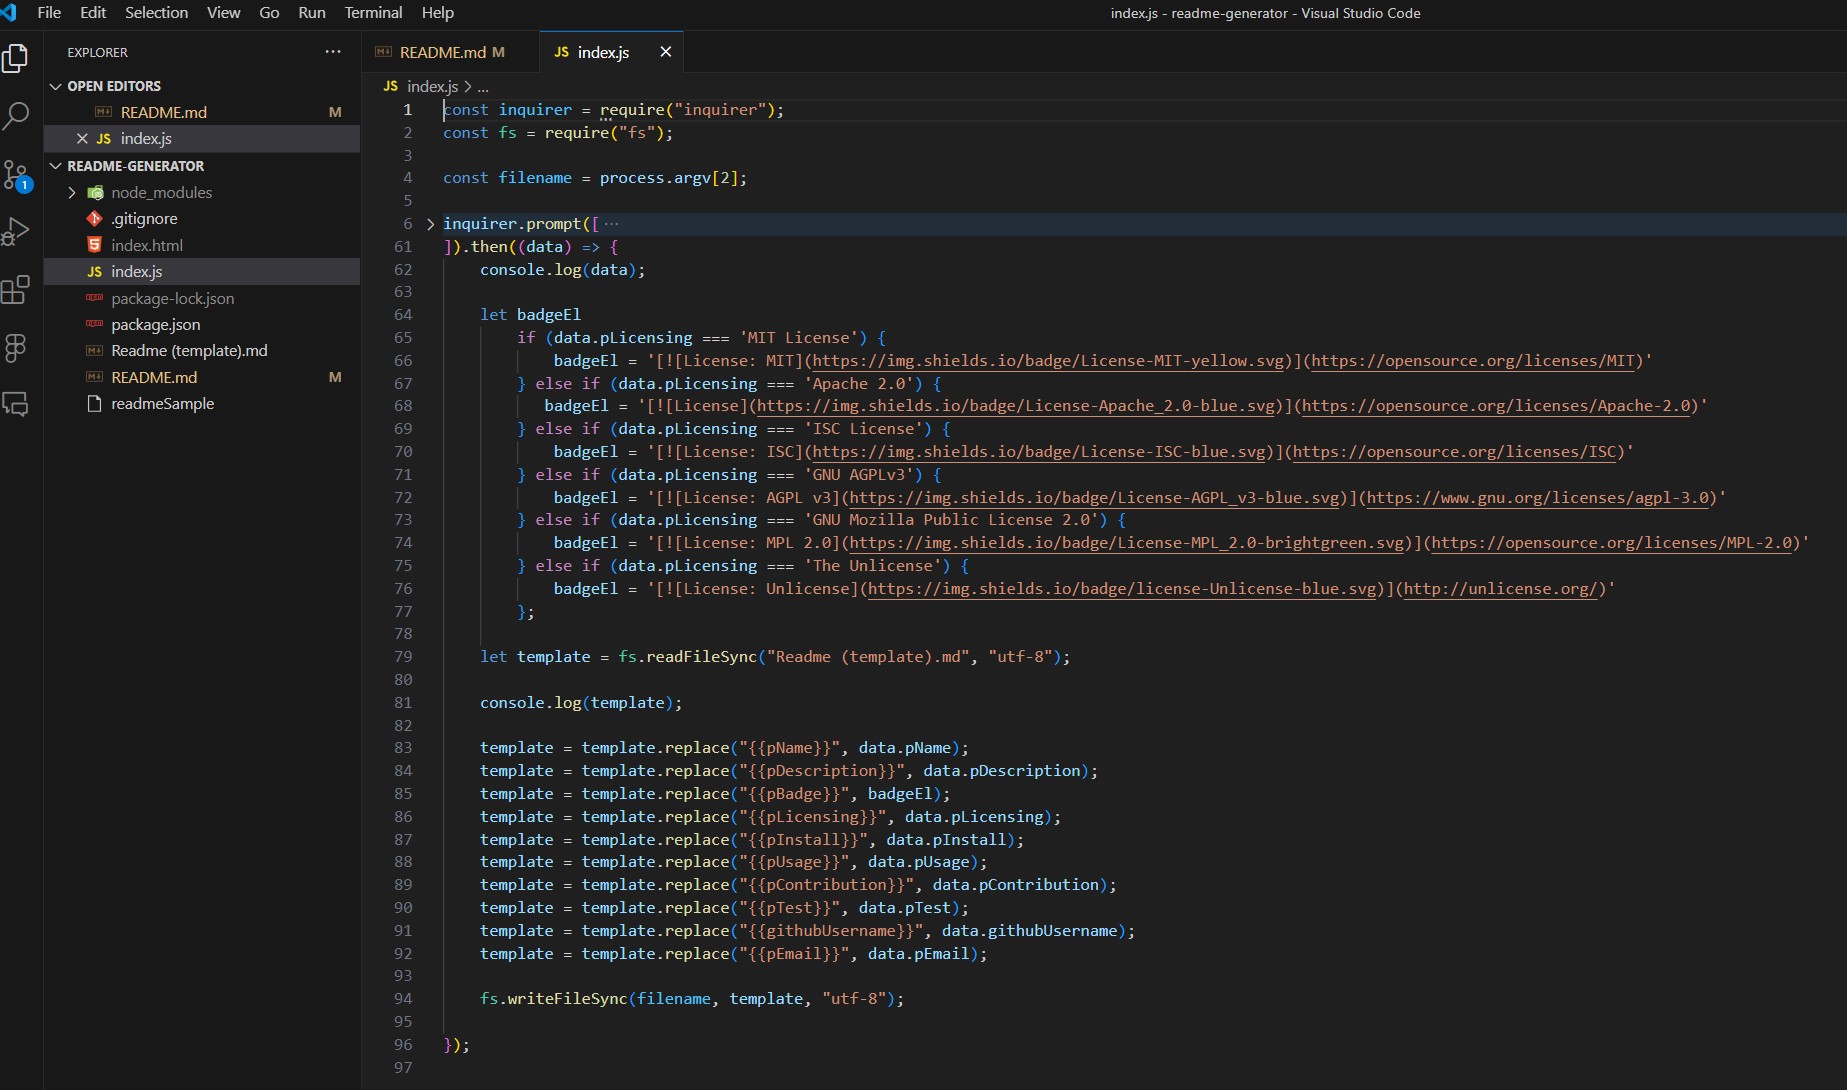 File Edit Selection View Go Run Terminal Help
index.js - readme-generator - Visual Studio Code
EXPLORER ...
OPEN EDITORS
README.md M
JS index.js
README-GENERATOR
node_modules
.gitignore
index.html
JS index.js
package-lock.json
package.json
Readme (template).md
README.md M
readmeSample
1
README.md M
JS index.js
JS index.js > ...
1 const inquirer = require("inquirer");
2 const fs = require("fs");
3
4 const filename = process.argv[2];
5
6 inquirer.prompt([ ...
61 ]).then((data) => {
62 console.log(data);
63
64 let badgeEl
65 if (data.pLicensing === 'MIT License') {
66 badgeEl = '[![License: MIT](https://img.shields.io/badge/License-MIT-yellow.svg)](https://opensource.org/licenses/MIT)'
67 } else if (data.pLicensing === 'Apache 2.0') {
68 badgeEl = '[![License](https://img.shields.io/badge/License-Apache_2.0-blue.svg)](https://opensource.org/licenses/Apache-2.0)'
69 } else if (data.pLicensing === 'ISC License') {
70 badgeEl = '[![License: ISC](https://img.shields.io/badge/License-ISC-blue.svg)](https://opensource.org/licenses/ISC)'
71 } else if (data.pLicensing === 'GNU AGPLv3') {
72 badgeEl = '[![License: AGPL v3](https://img.shields.io/badge/License-AGPL_v3-blue.svg)](https://www.gnu.org/licenses/agpl-3.0)'
73 } else if (data.pLicensing === 'GNU Mozilla Public License 2.0') {
74 badgeEl = '[![License: MPL 2.0](https://img.shields.io/badge/License-MPL_2.0-brightgreen.svg)](https://opensource.org/licenses/MPL-2.0)'
75 } else if (data.pLicensing === 'The Unlicense') {
76 badgeEl = '[![License: Unlicense](https://img.shields.io/badge/license-Unlicense-blue.svg)](http://unlicense.org/)'
77 };
78
79 let template = fs.readFileSync("Readme (template).md", "utf-8");
80
81 console.log(template);
82
83 template = template.replace("{{pName}}", data.pName);
84 template = template.replace("{{pDescription}}", data.pDescription);
85 template = template.replace("{{pBadge}}", badgeEl);
86 template = template.replace("{{pLicensing}}", data.pLicensing);
87 template = template.replace("{{pInstall}}", data.pInstall);
88 template = template.replace("{{pUsage}}", data.pUsage);
89 template = template.replace("{{pContribution}}", data.pContribution);
90 template = template.replace("{{pTest}}", data.pTest);
91 template = template.replace("{{githubUsername}}", data.githubUsername);
92 template = template.replace("{{pEmail}}", data.pEmail);
93
94 fs.writeFileSync(filename, template, "utf-8");
95
96 });
97